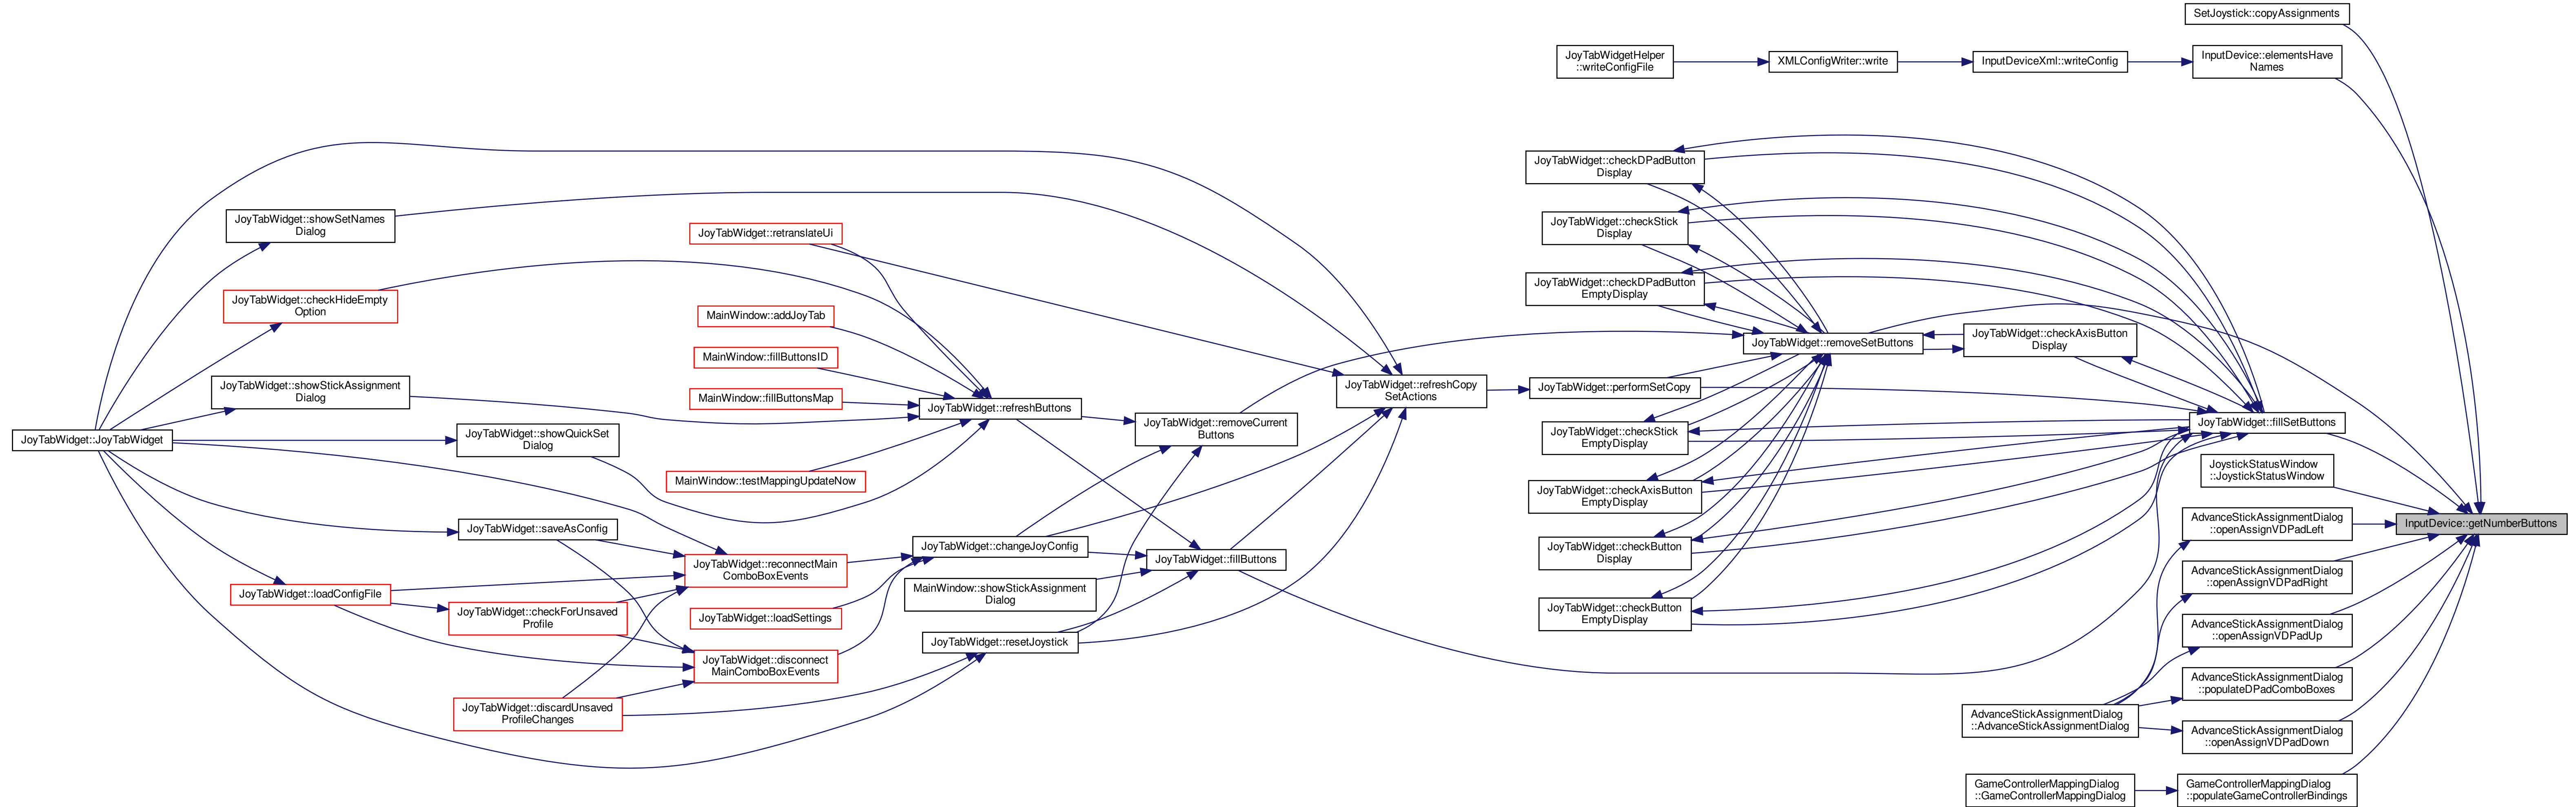 SetJoystick::copyAssignments
JoyTabWidgetHelper
::writeConfigFile
XMLConfigWriter::write
InputDeviceXml::writeConfig
InputDevice::elementsHave
Names
JoyTabWidget::checkDPadButton
Display
JoyTabWidget::checkStick
Display
JoyTabWidget::checkDPadButton
EmptyDisplay
JoyTabWidget::removeSetButtons
JoyTabWidget::checkAxisButton
Display
JoyTabWidget::performSetCopy
JoyTabWidget::checkStick
EmptyDisplay
JoyTabWidget::checkAxisButton
EmptyDisplay
JoyTabWidget::checkButton
Display
JoyTabWidget::checkButton
EmptyDisplay
JoyTabWidget::fillSetButtons
JoystickStatusWindow
::JoystickStatusWindow
InputDevice::getNumberButtons
AdvanceStickAssignmentDialog
::openAssignVDPadLeft
AdvanceStickAssignmentDialog
::openAssignVDPadRight
AdvanceStickAssignmentDialog
::openAssignVDPadUp
AdvanceStickAssignmentDialog
::populateDPadComboBoxes
AdvanceStickAssignmentDialog
::AdvanceStickAssignmentDialog
AdvanceStickAssignmentDialog
::openAssignVDPadDown
GameControllerMappingDialog
::GameControllerMappingDialog
GameControllerMappingDialog
::populateGameControllerBindings
JoyTabWidget::refreshCopy
SetActions
JoyTabWidget::removeCurrent
Buttons
JoyTabWidget::fillButtons
JoyTabWidget::refreshButtons
JoyTabWidget::changeJoyConfig
MainWindow::showStickAssignment
Dialog
JoyTabWidget::resetJoystick
JoyTabWidget::retranslateUi
MainWindow::addJoyTab
MainWindow::fillButtonsID
MainWindow::fillButtonsMap
MainWindow::testMappingUpdateNow
JoyTabWidget::reconnectMain
ComboBoxEvents
JoyTabWidget::loadSettings
JoyTabWidget::disconnect
MainComboBoxEvents
JoyTabWidget::showQuickSet
Dialog
JoyTabWidget::saveAsConfig
JoyTabWidget::checkForUnsaved
Profile
JoyTabWidget::discardUnsaved
ProfileChanges
JoyTabWidget::showSetNames
Dialog
JoyTabWidget::checkHideEmpty
Option
JoyTabWidget::showStickAssignment
Dialog
JoyTabWidget::loadConfigFile
JoyTabWidget::JoyTabWidget